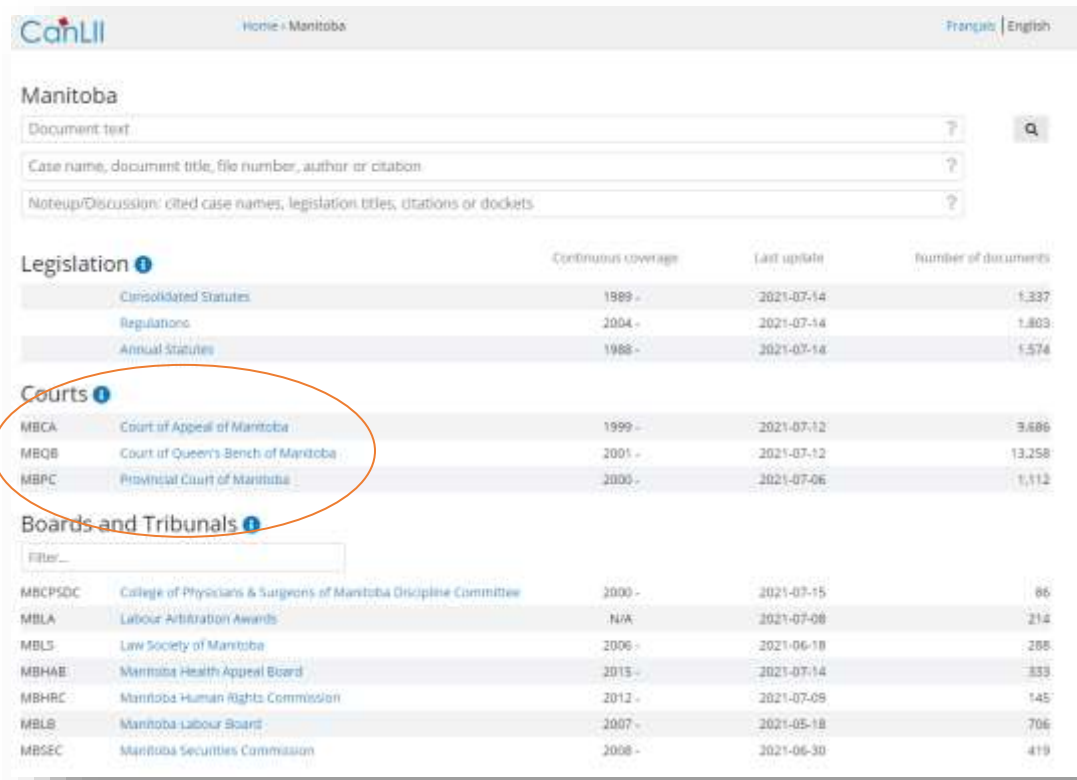 CanLII Home › Manitoba Français | English
Manitoba
Document text ?
Case name, document title, file number, author or citation ?
Noteup/Discussion: cited case names, legislation titles, citations or dockets ?
Legislation Continuous coverage Last update Number of documents
Consolidated Statutes 1989 - 2021-07-14 1,337
Regulations 2004 - 2021-07-14 1,803
Annual Statutes 1988 - 2021-07-14 1,574
Courts
MBCA Court of Appeal of Manitoba 1999 - 2021-07-12 9,686
MBQB Court of Queen's Bench of Manitoba 2001 - 2021-07-12 13,258
MBPC Provincial Court of Manitoba 2000 - 2021-07-06 1,112
Boards and Tribunals
Filter...
MBCPSDC College of Physicians & Surgeons of Manitoba Discipline Committee 2000 - 2021-07-15 86
MBLA Labour Arbitration Awards N/A 2021-07-08 214
MBLS Law Society of Manitoba 2006 - 2021-06-18 288
MBHAB Manitoba Health Appeal Board 2015 - 2021-07-14 333
MBHRC Manitoba Human Rights Commission 2012 - 2021-07-09 145
MBLB Manitoba Labour Board 2007 - 2021-05-18 706
MBSEC Manitoba Securities Commission 2008 - 2021-06-30 419